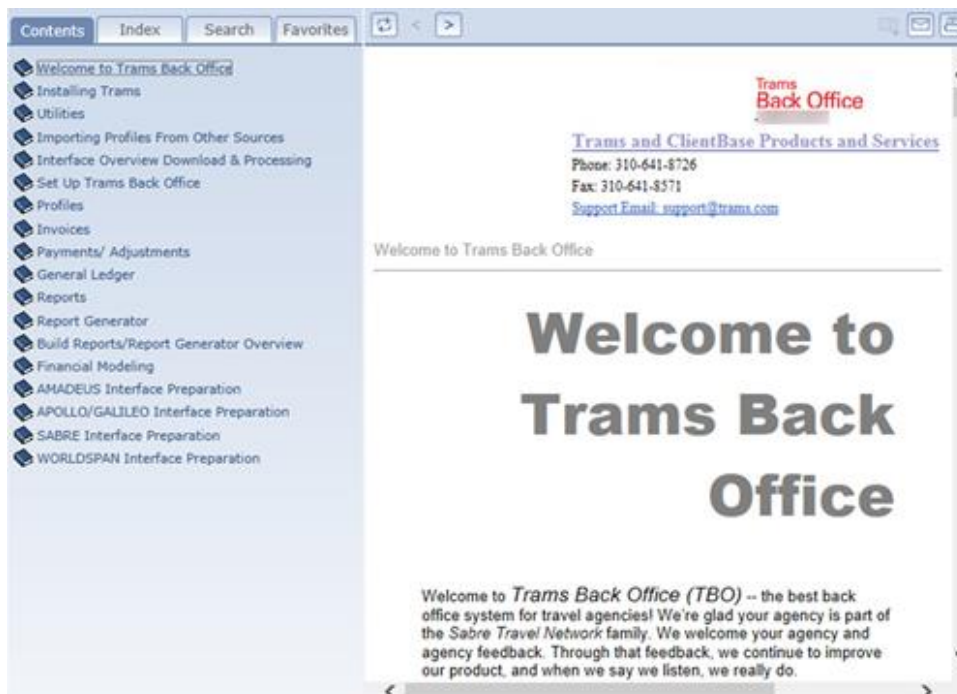 Contents Index Search Favorites
Welcome to Trams Back Office
Installing Trams
Utilities
Importing Profiles From Other Sources
Interface Overview Download & Processing
Set Up Trams Back Office
Profiles
Invoices
Payments/ Adjustments
General Ledger
Reports
Report Generator
Build Reports/Report Generator Overview
Financial Modeling
AMADEUS Interface Preparation
APOLLO/GALILEO Interface Preparation
SABRE Interface Preparation
WORLDSPAN Interface Preparation
Trams
Back Office
Trams and ClientBase Products and Services
Phone: 310-641-8726
Fax: 310-641-8571
Support Email: support@trams.com
Welcome to Trams Back Office
Welcome to
Trams Back
Office
Welcome to Trams Back Office (TBO) -- the best back
office system for travel agencies! We're glad your agency is part of
the Sabre Travel Network family. We welcome your agency and
agency feedback. Through that feedback, we continue to improve
our product, and when we say we listen, we really do.